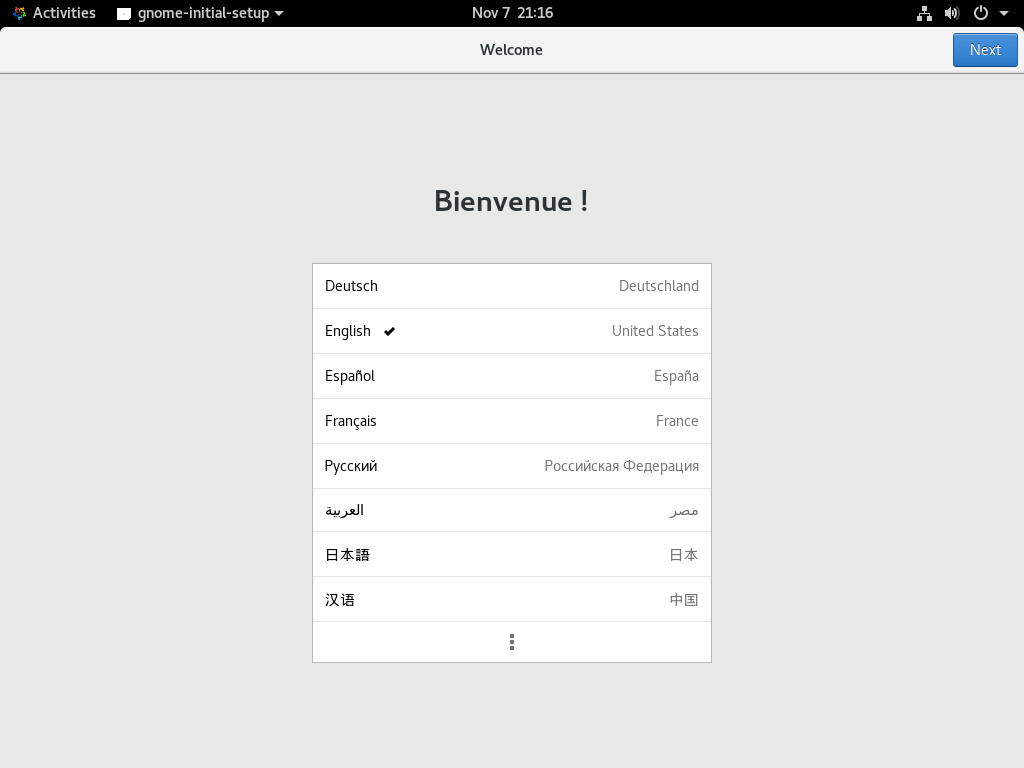 Activities gnome-initial-setup Nov 7 21:16
Welcome Next
Bienvenue !
Deutsch Deutschland
English United States
Español España
Français France
Русский Российская Федерация
العربية مصر
日本語 日本
汉语 中国